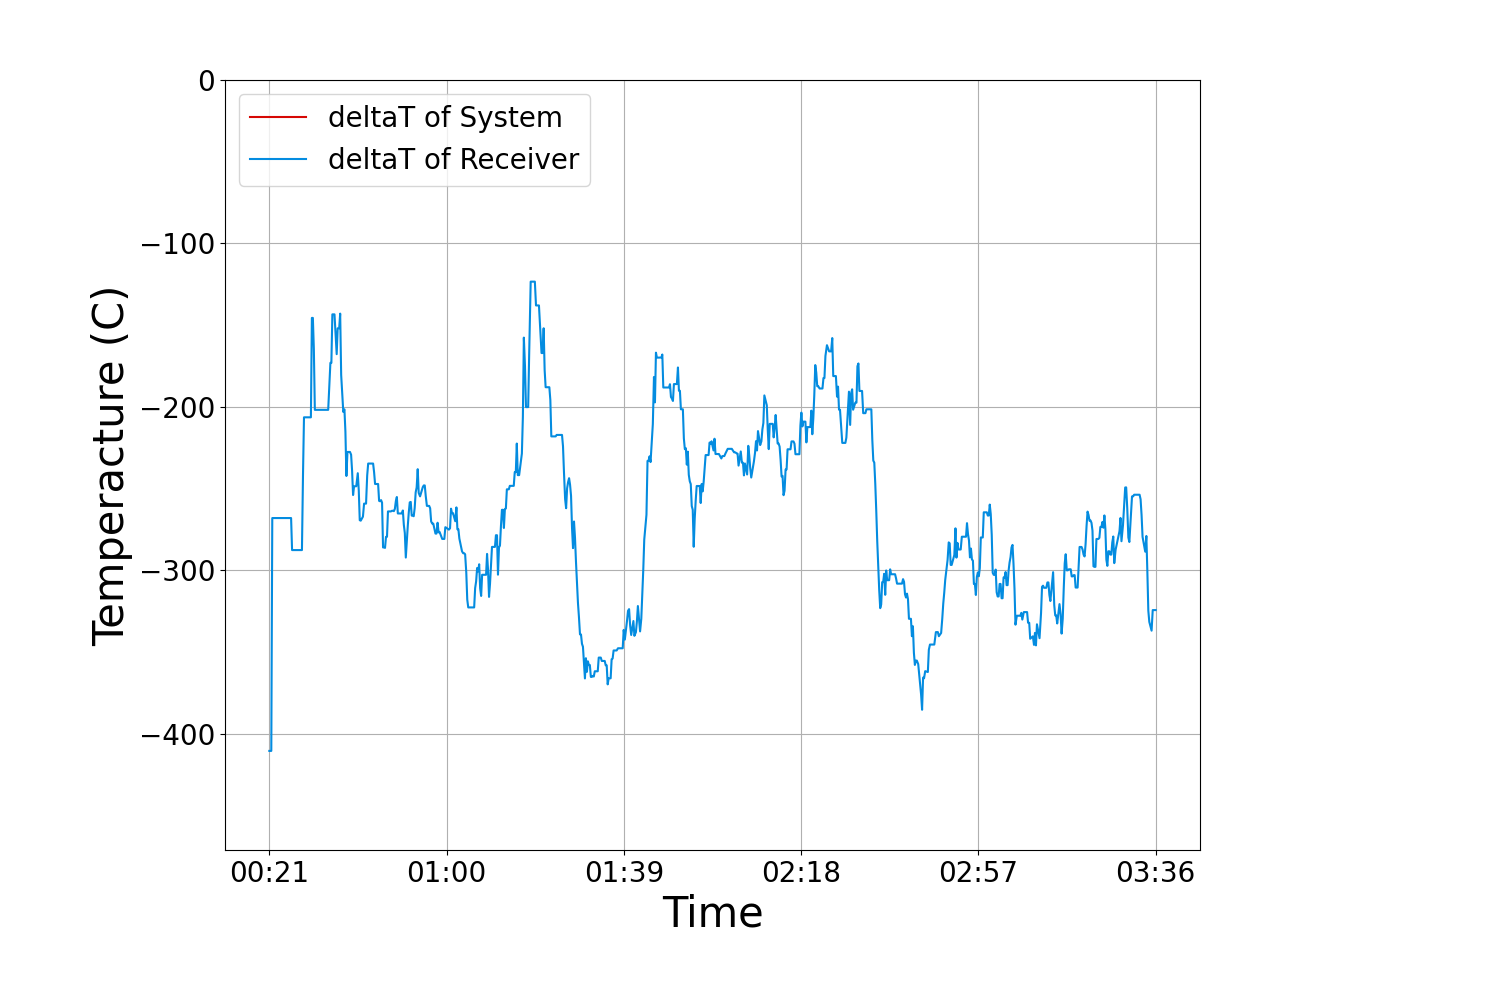 0
deltaT of System
deltaT of Receiver
−100
−200
−300
−400
Temperacture (C)
00:21 01:00 01:39 02:18 02:57 03:36
Time